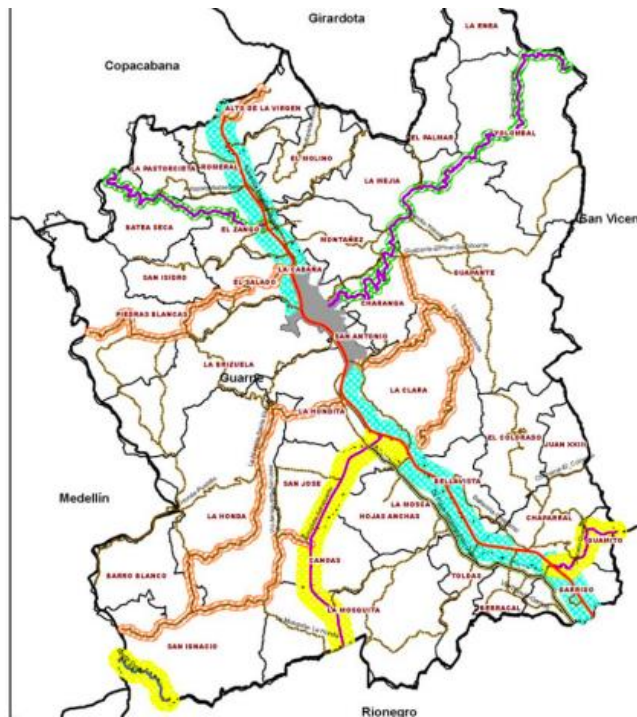 Girardota
LA ENEA
Copacabana
ALTO DE LA VIRGEN
YOLOMBAL
EL PALMAR
EL MOLINO
ROMERAL
LA PASTORCITA
LA MEJIA
San Vicen
BATEA SECA
EL ZANGO
MONTAÑEZ
GUAPANTE
LA CABAÑA
SAN ISIDRO
EL SALADO
CHARANGA
PIEDRAS BLANCAS
SAN ANTONIO
LA BRIZUELA
Guarne
LA CLARA
LA HONDITA
EL COLORADO
JUAN XXIII
SAN JOSE
BELLAVISTA
Medellín
LA MOSCA
LA HONDA
HOJAS ANCHAS
CHAPARRAL
GUAMITO
CANOAS
TOLDAS
BARRO BLANCO
GARRIDO
LA MOSQUITA
BERRACAL
SAN IGNACIO
Rionegro